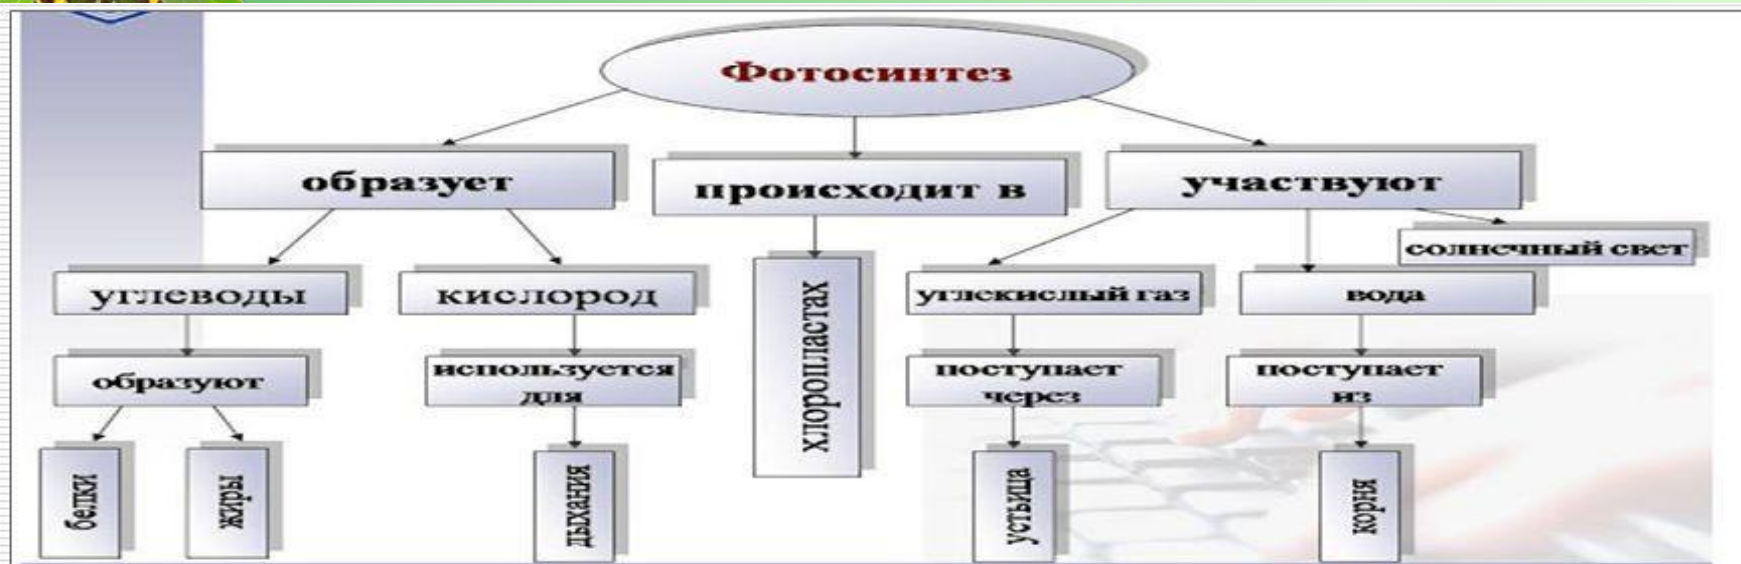 Фотосинтез
образует
происходит в
участвуют
солнечный свет
углеводы
кислород
хлоропластах
углекислый газ
вода
образуют
используется
для
поступает
через
поступает
из
белки
жиры
дыхания
устьица
корня